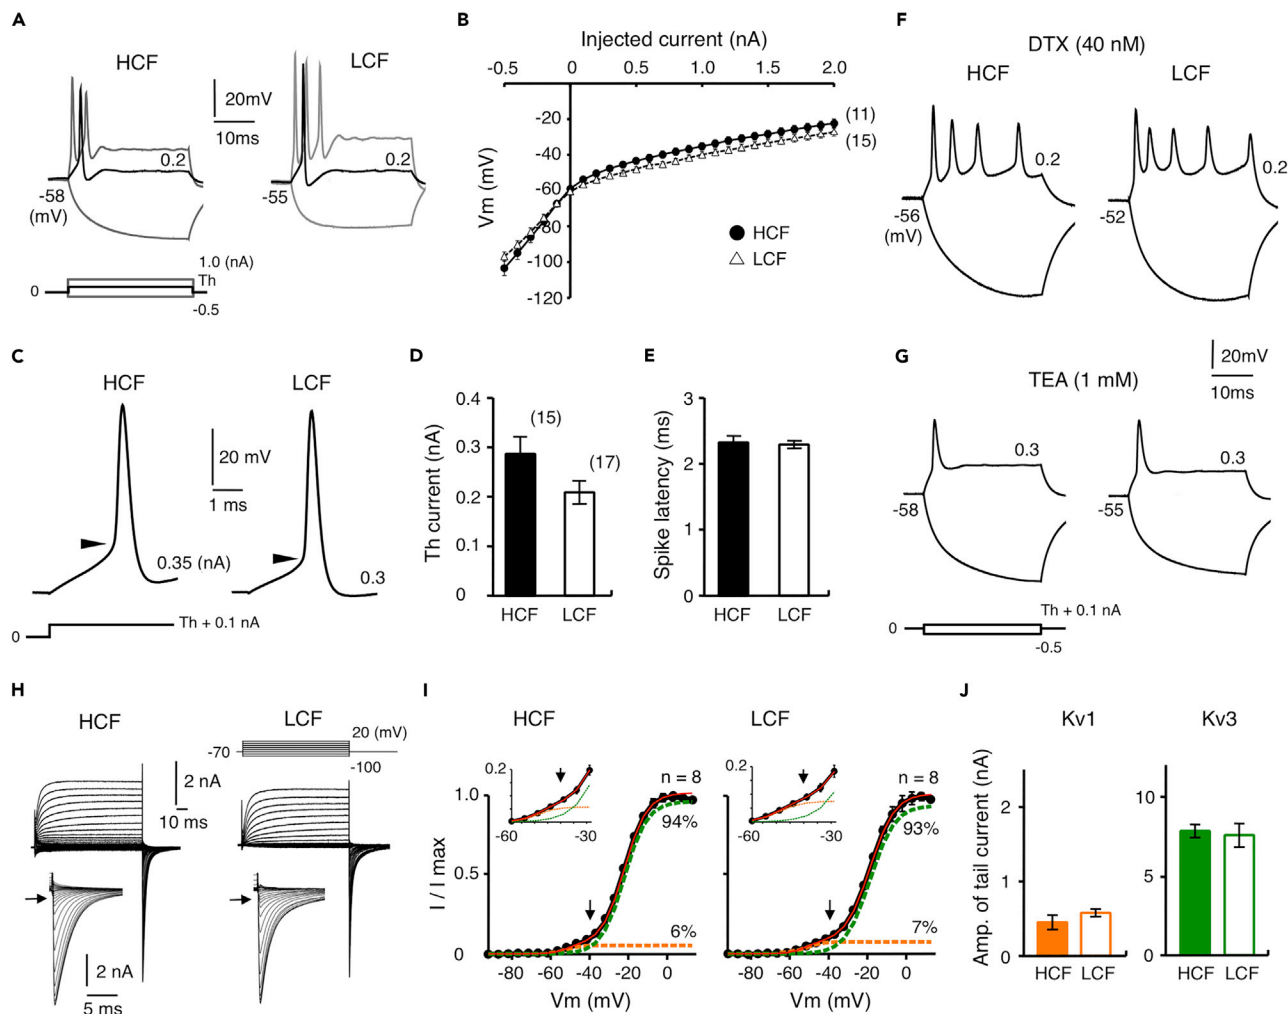 A
HCF
LCF
20mV
10ms
0.2
0.2
-58
(mV)
-55
1.0 (nA)
Th
0
-0.5
B
Injected current (nA)
-0.5
0
0.5
1.0
1.5
2.0
-20
-40
-60
-80
-100
-120
Vm (mV)
(11)
(15)
HCF
LCF
F
DTX (40 nM)
HCF
LCF
0.2
0.2
-56
(mV)
-52
C
HCF
LCF
20 mV
1 ms
0.35 (nA)
0.3
0
Th + 0.1 nA
D
Th current (nA)
0.4
0.3
0.2
0.1
0
(15)
(17)
HCF
LCF
E
Spike latency (ms)
3
2
1
0
HCF
LCF
G
TEA (1 mM)
20mV
10ms
0.3
0.3
-58
-55
Th + 0.1 nA
0
-0.5
H
HCF
LCF
20 (mV)
-70
-100
2 nA
10 ms
2 nA
5 ms
I
HCF
LCF
0.2
-60
-30
n = 8
94%
6%
1.0
0.5
0
I / I max
-80
-40
-20
0
Vm (mV)
0.2
-60
-30
n = 8
93%
7%
-80
-60
-40
-20
0
Vm (mV)
J
Kv1
Kv3
Amp. of tail current (nA)
2
1
0
HCF
LCF
10
5
0
HCF
LCF